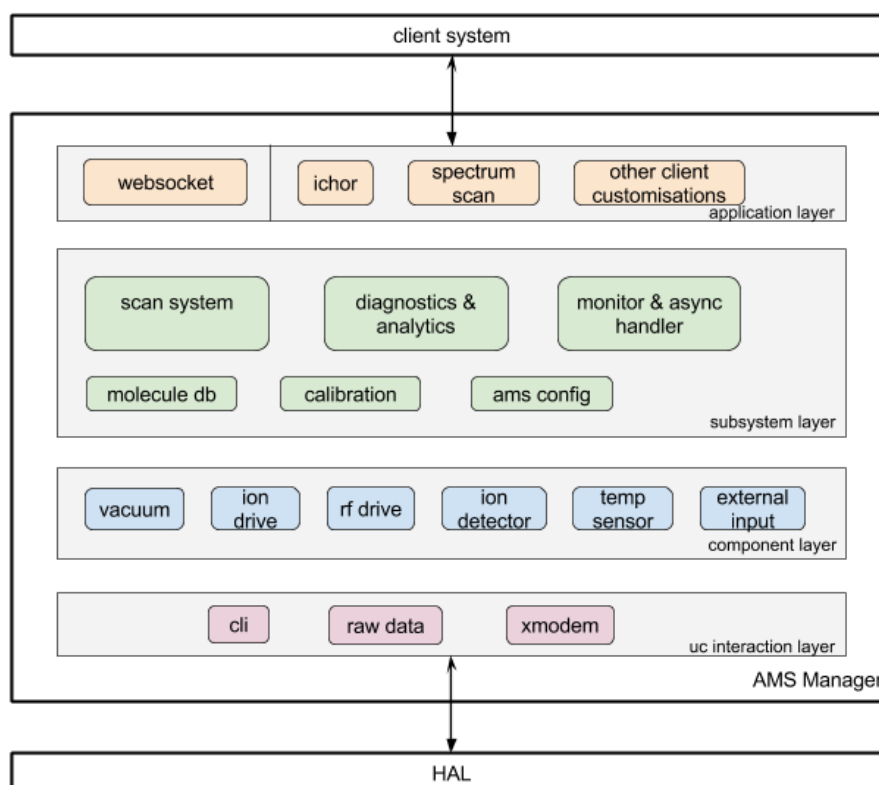 client system
websocket
ichor
spectrum
scan
other client
customisations
application layer
scan system
diagnostics &
analytics
monitor & async
handler
molecule db
calibration
ams config
subsystem layer
vacuum
ion
drive
rf drive
ion
detector
temp
sensor
external
input
component layer
cli
raw data
xmodem
uc interaction layer
AMS Manager
HAL